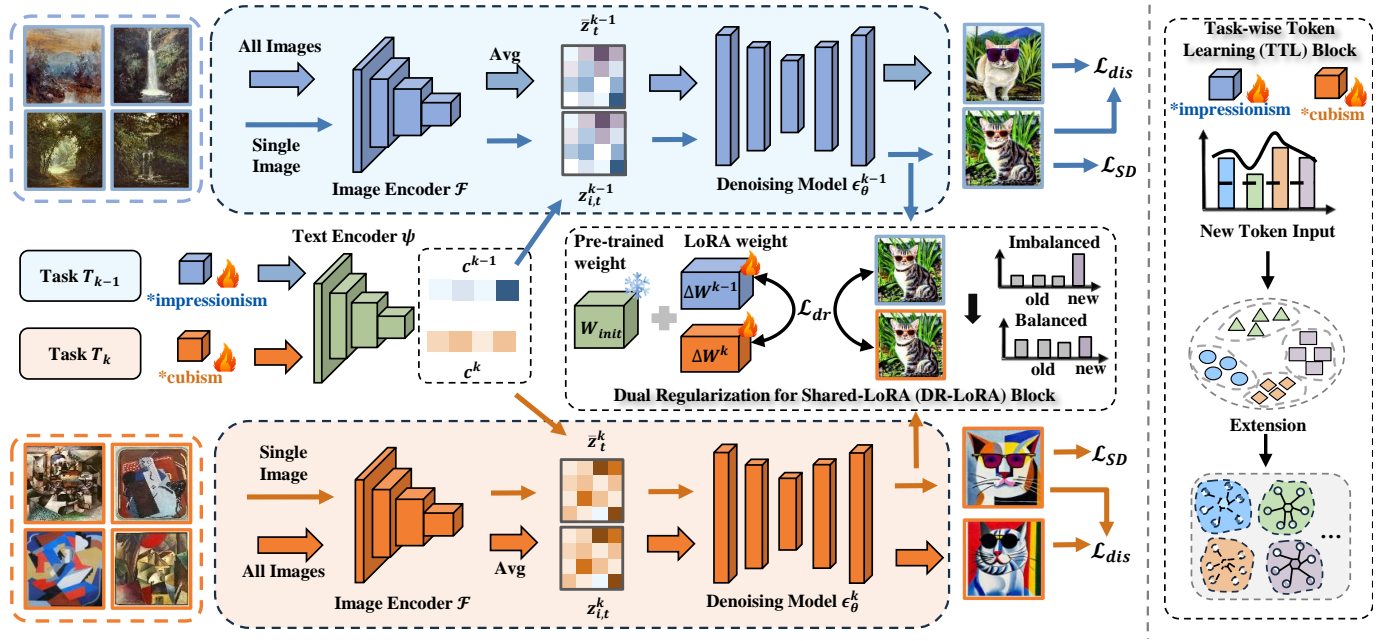 All Images
Single
Image
Image Encoder ℱ
Avg
z̄_t^{k-1}
z_{i,t}^{k-1}
Denoising Model ϵ_θ^{k-1}
ℒ_dis
ℒ_SD
Task T_{k-1}
*impressionism
Task T_k
*cubism
Text Encoder ψ
c^{k-1}
c^k
Pre-trained
weight
LoRA weight
W_init
ΔW^{k-1}
ΔW^k
ℒ_dr
Imbalanced
old
new
Balanced
old
new
Dual Regularization for Shared-LoRA (DR-LoRA) Block
Single
Image
All Images
Image Encoder ℱ
Avg
z̄_t^k
z_{i,t}^k
Denoising Model ϵ_θ^k
ℒ_SD
ℒ_dis
Task-wise Token
Learning (TTL) Block
*impressionism
*cubism
New Token Input
Extension
...